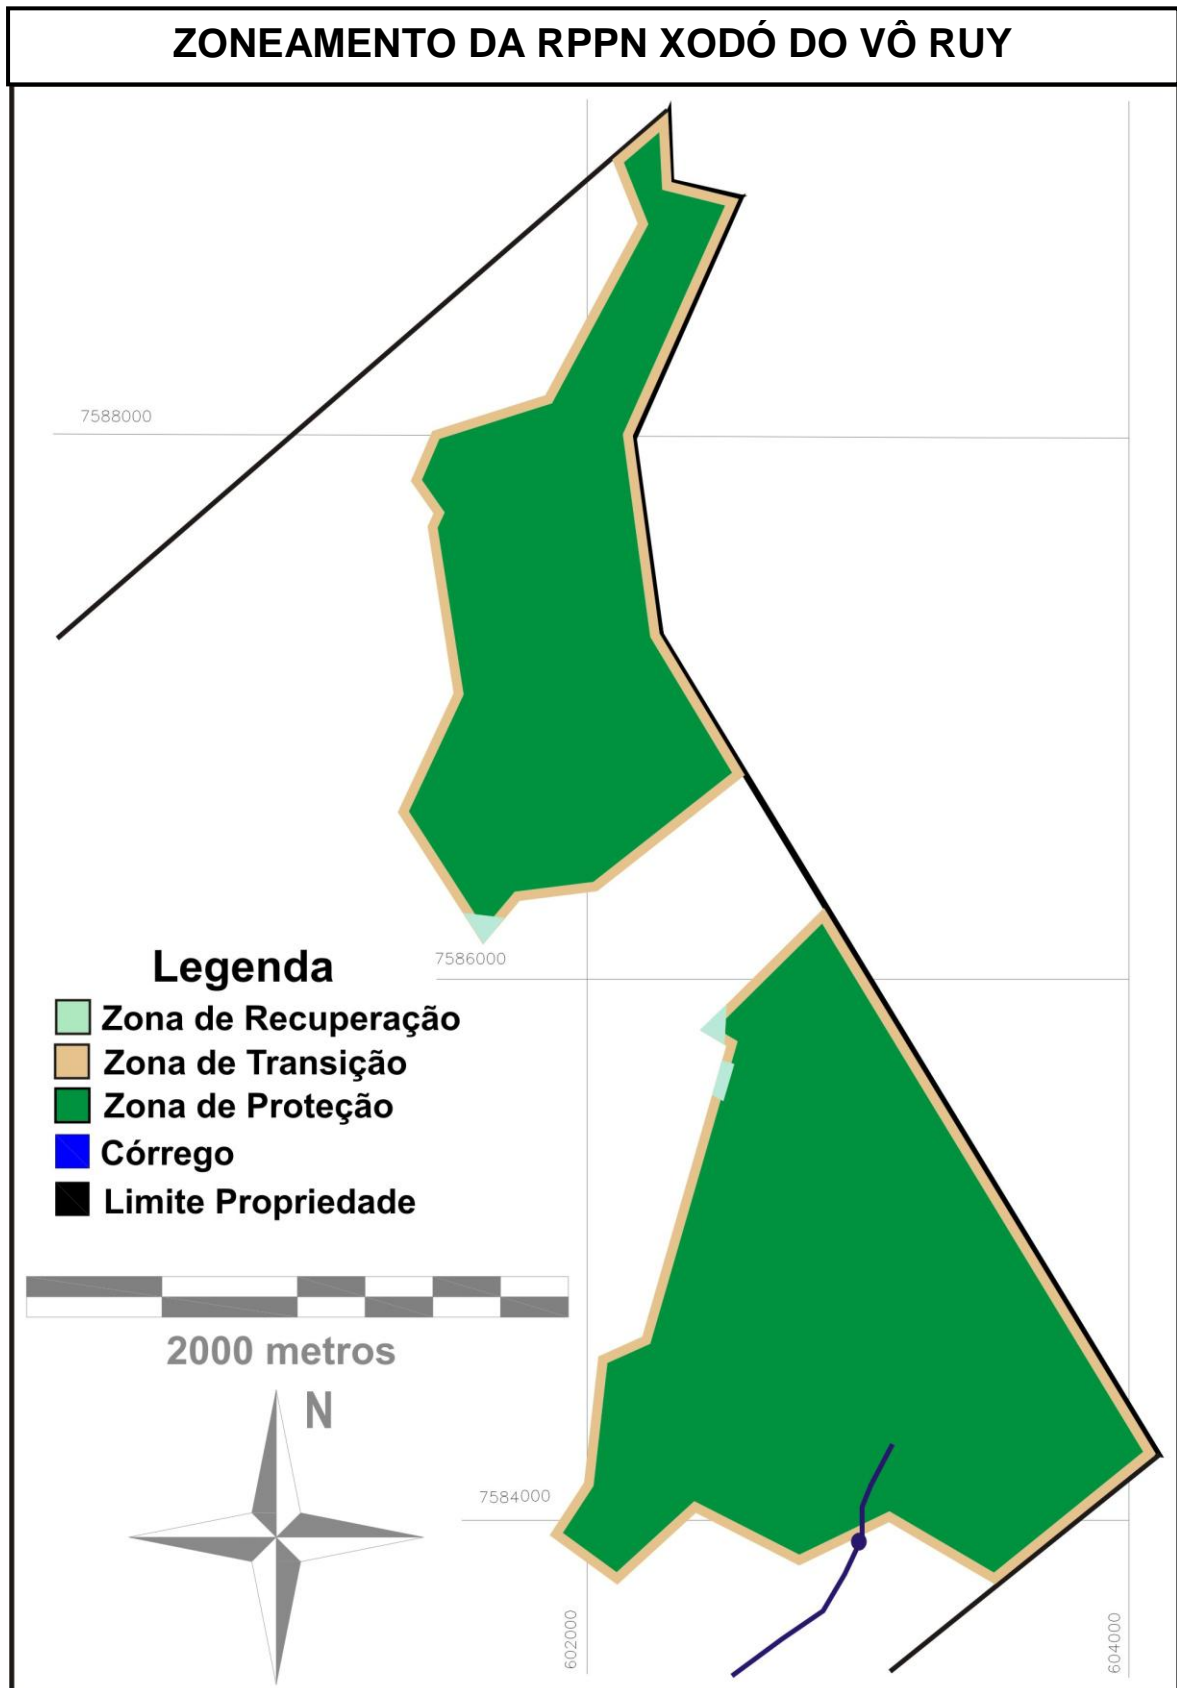 ZONEAMENTO DA RPPN XODÓ DO VÔ RUY
7588000
7586000
Legenda
Zona de Recuperação
Zona de Transição
Zona de Proteção
Córrego
Limite Propriedade
2000 metros
N
7584000
602000
604000